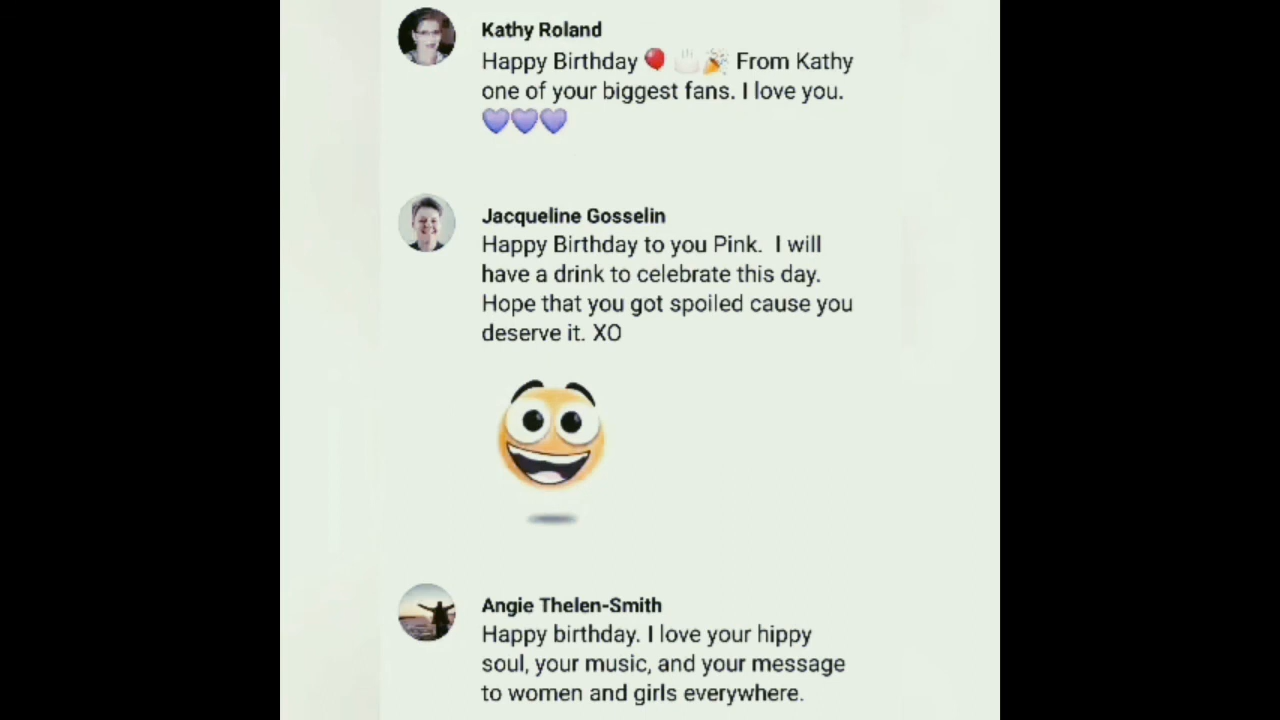 Kathy Roland
Happy Birthday 🎈🎂🎉 From Kathy
one of your biggest fans. I love you.
💜💜💜
Jacqueline Gosselin
Happy Birthday to you Pink.  I will
have a drink to celebrate this day.
Hope that you got spoiled cause you
deserve it. XO
Angie Thelen-Smith
Happy birthday. I love your hippy
soul, your music, and your message
to women and girls everywhere.